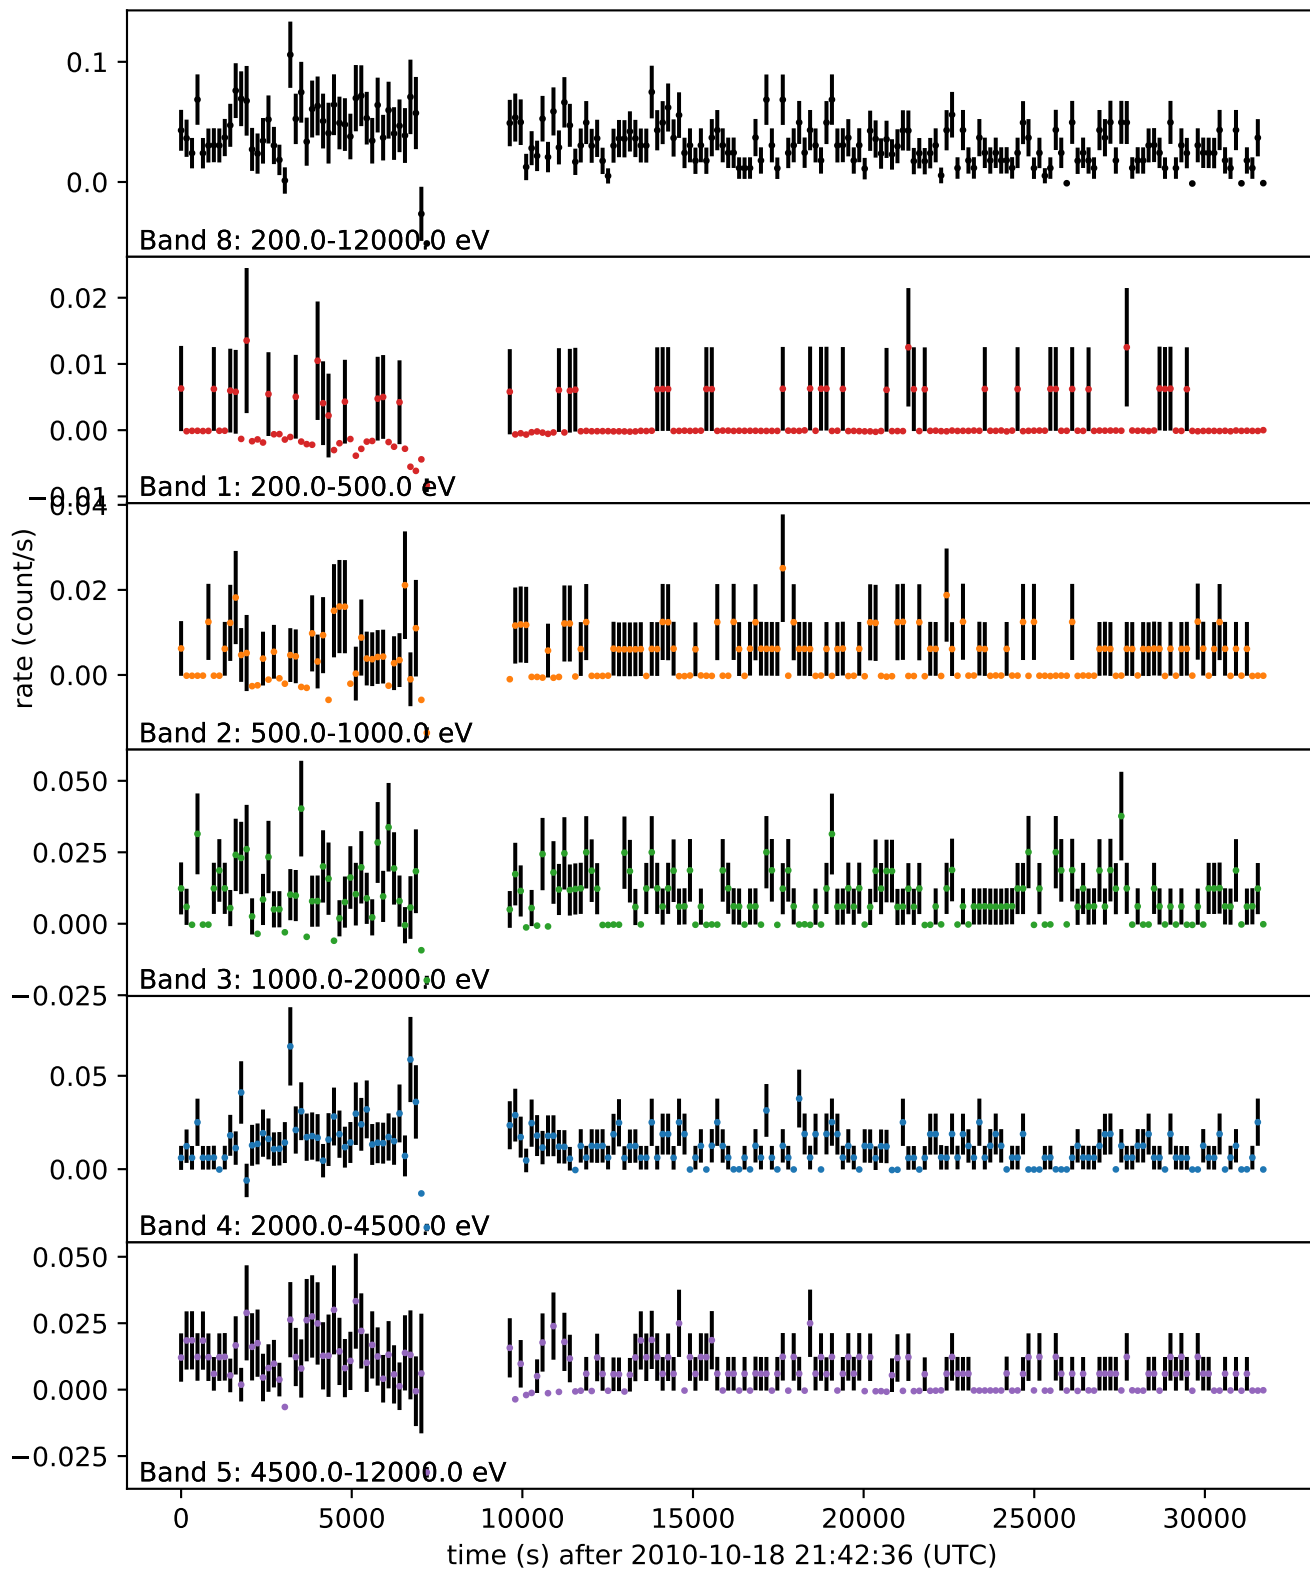 0.1
0.0
Band 8: 200.0-12000.0 eV
0.02
0.01
0.00
−0.01
Band 1: 200.0-500.0 eV
0.04
0.02
0.00
Band 2: 500.0-1000.0 eV
rate (count/s)
0.050
0.025
0.000
−0.025
Band 3: 1000.0-2000.0 eV
0.05
0.00
Band 4: 2000.0-4500.0 eV
0.050
0.025
0.000
−0.025
Band 5: 4500.0-12000.0 eV
0 5000 10000 15000 20000 25000 30000
time (s) after 2010-10-18 21:42:36 (UTC)